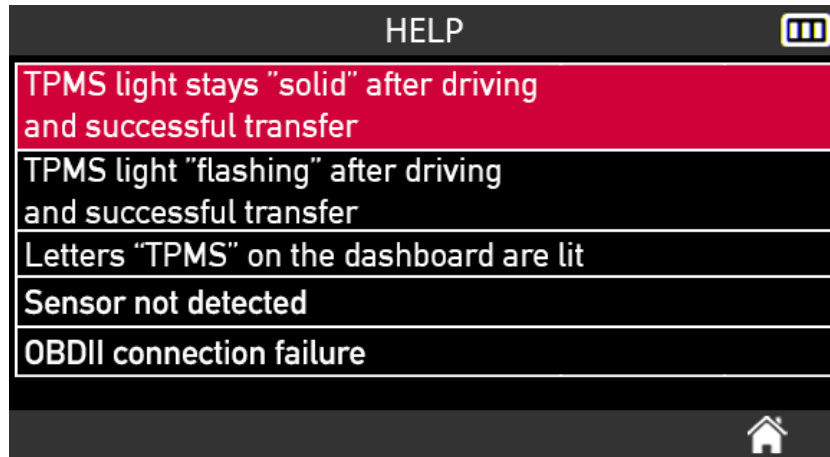 HELP
TPMS light stays ”solid” after driving
and successful transfer
TPMS light ”flashing” after driving
and successful transfer
Letters “TPMS” on the dashboard are lit
Sensor not detected
OBDII connection failure